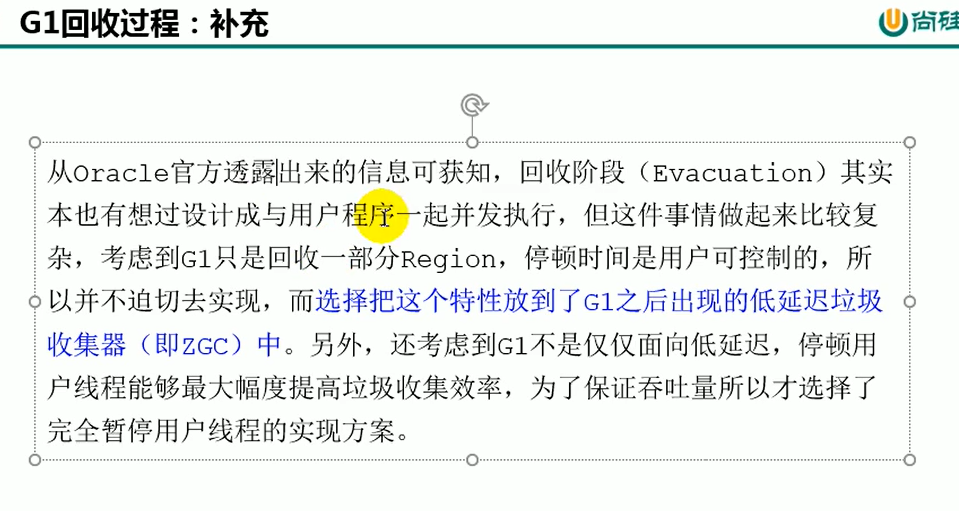 G1回收过程：补充
尚硅
从Oracle官方透露出来的信息可获知，回收阶段（Evacuation）其实
本也有想过设计成与用户程序一起并发执行，但这件事情做起来比较复
杂，考虑到G1只是回收一部分Region，停顿时间是用户可控制的，所
以并不迫切去实现，而选择把这个特性放到了G1之后出现的低延迟垃圾
收集器（即ZGC）中。另外，还考虑到G1不是仅仅面向低延迟，停顿用
户线程能够最大幅度提高垃圾收集效率，为了保证吞吐量所以才选择了
完全暂停用户线程的实现方案。